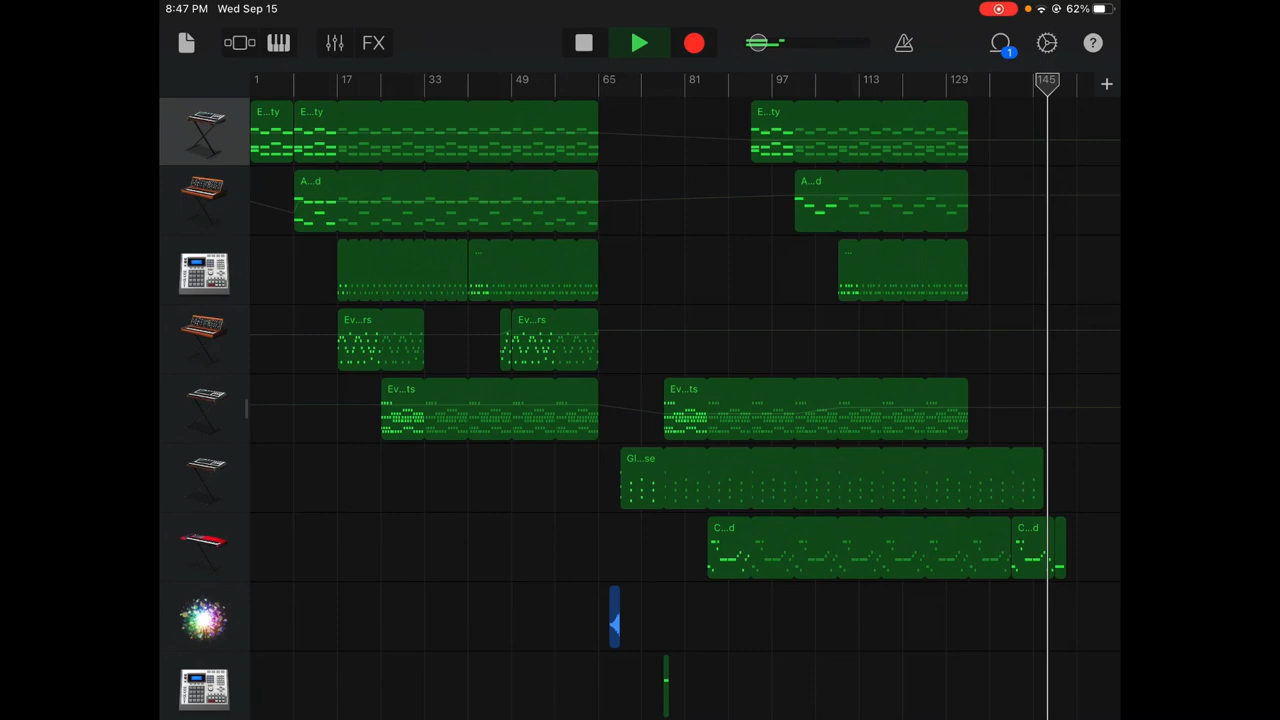 8:47 PM Wed Sep 15 62%
FX 1 ?
1 17 33 49 65 81 97 113 129 145 +
E...ty E...ty E...ty
A...d A...d
... ...
Ev...rs Ev...rs
Ev...ts Ev...ts
Gl...se
C...d C...d